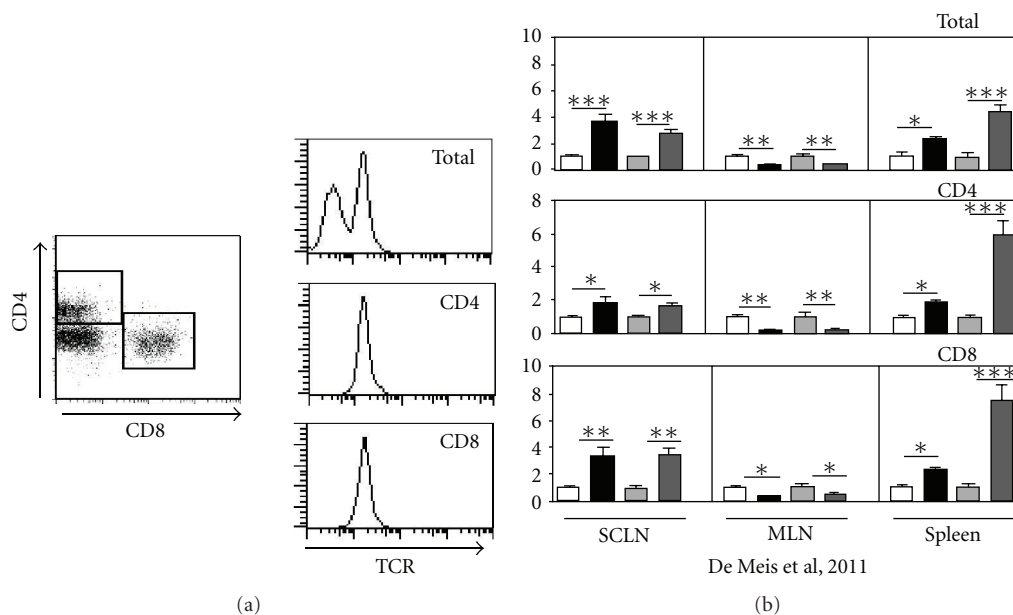 CD4
CD8
Total
CD4
CD8
TCR
(a)
Total
10
8
6
4
2
0
*** *** ** ** * ***
CD4
8
6
4
2
0
* * ** ** * ***
CD8
10
8
6
4
2
0
** ** * * * ***
SCLN MLN Spleen
De Meis et al, 2011
(b)